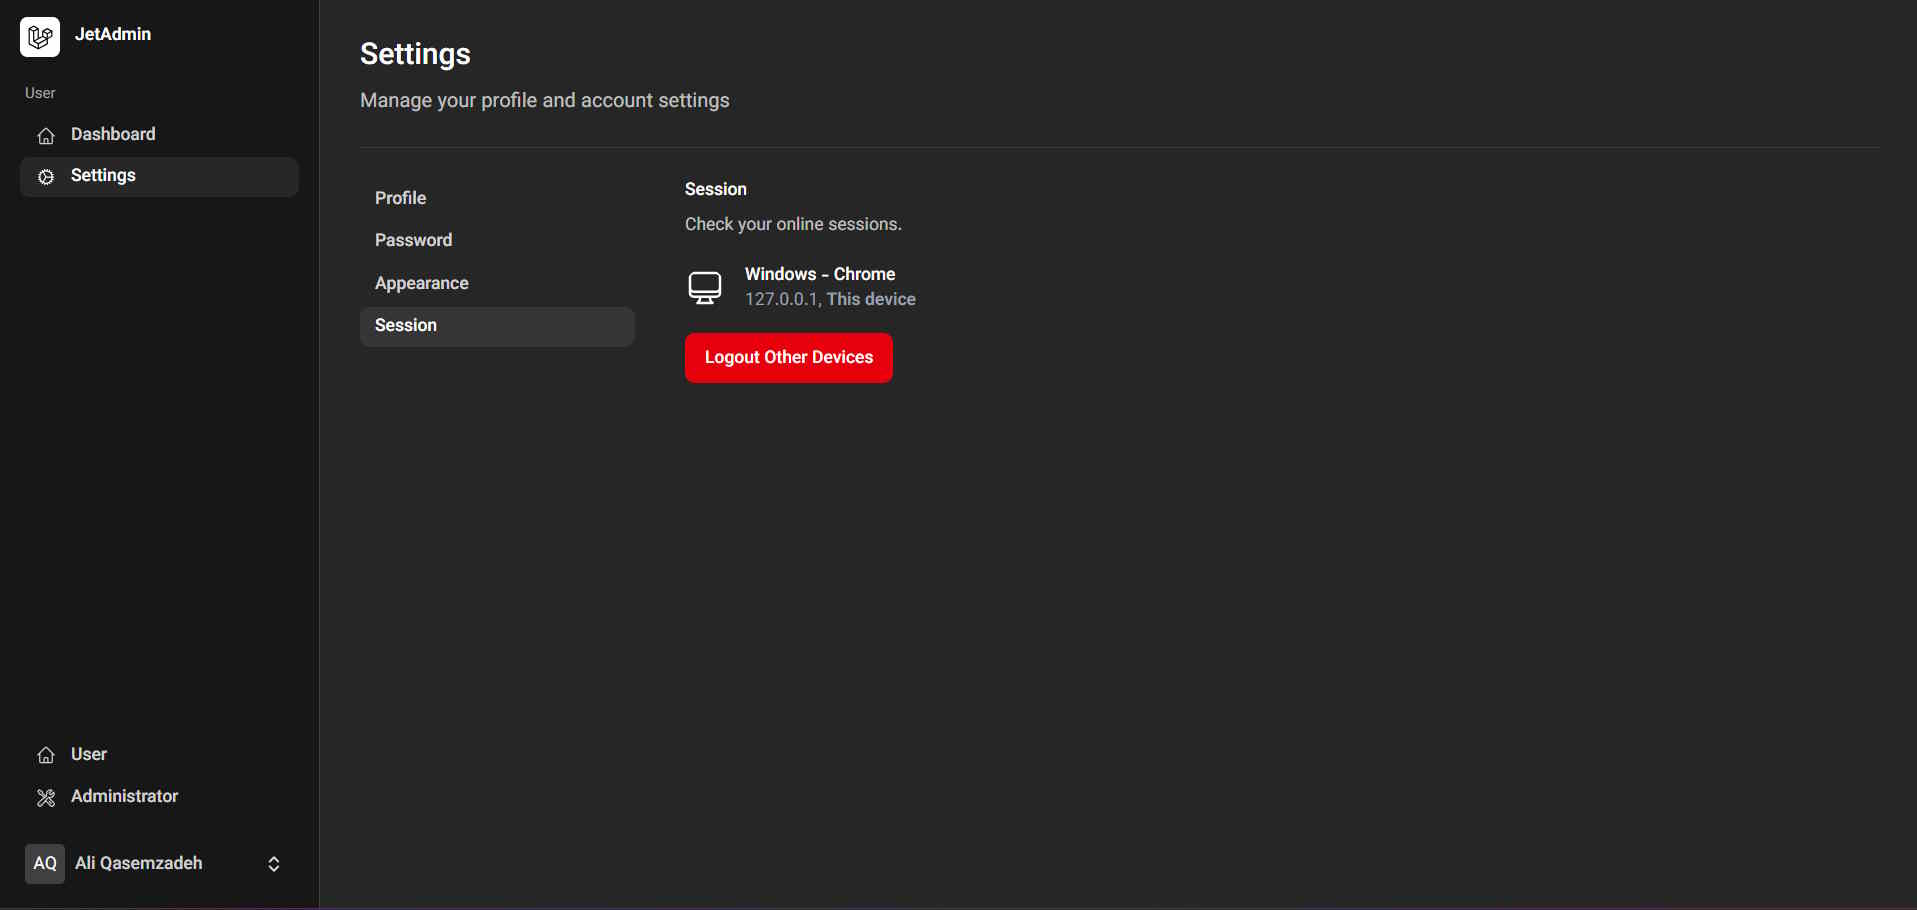 JetAdmin
User
Dashboard
Settings
User
Administrator
AQ
Ali Qasemzadeh
Settings
Manage your profile and account settings
Profile
Password
Appearance
Session
Session
Check your online sessions.
Windows - Chrome
127.0.0.1, This device
Logout Other Devices